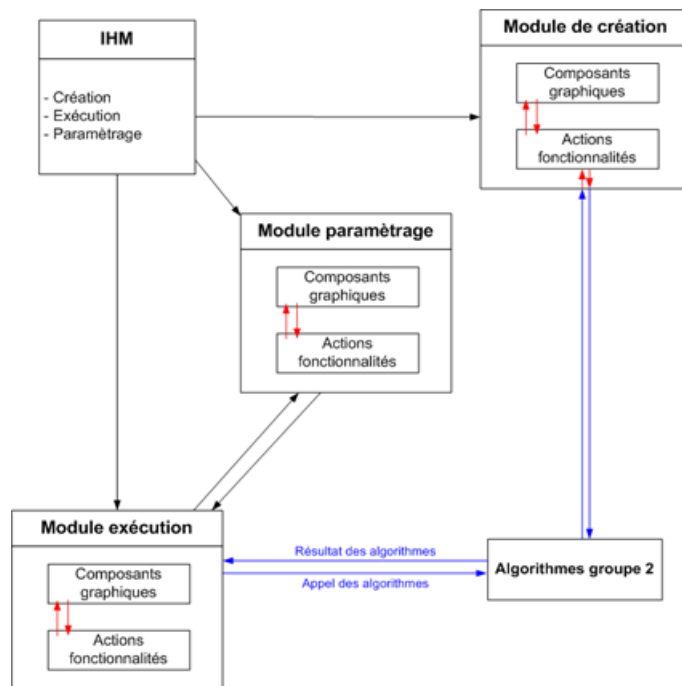 IHM
- Création
- Exécution
- Paramètrage
Module de création
Composants
graphiques
Actions
fonctionnalités
Module paramètrage
Composants
graphiques
Actions
fonctionnalités
Module exécution
Composants
graphiques
Actions
fonctionnalités
Résultat des algorithmes
Appel des algorithmes
Algorithmes groupe 2